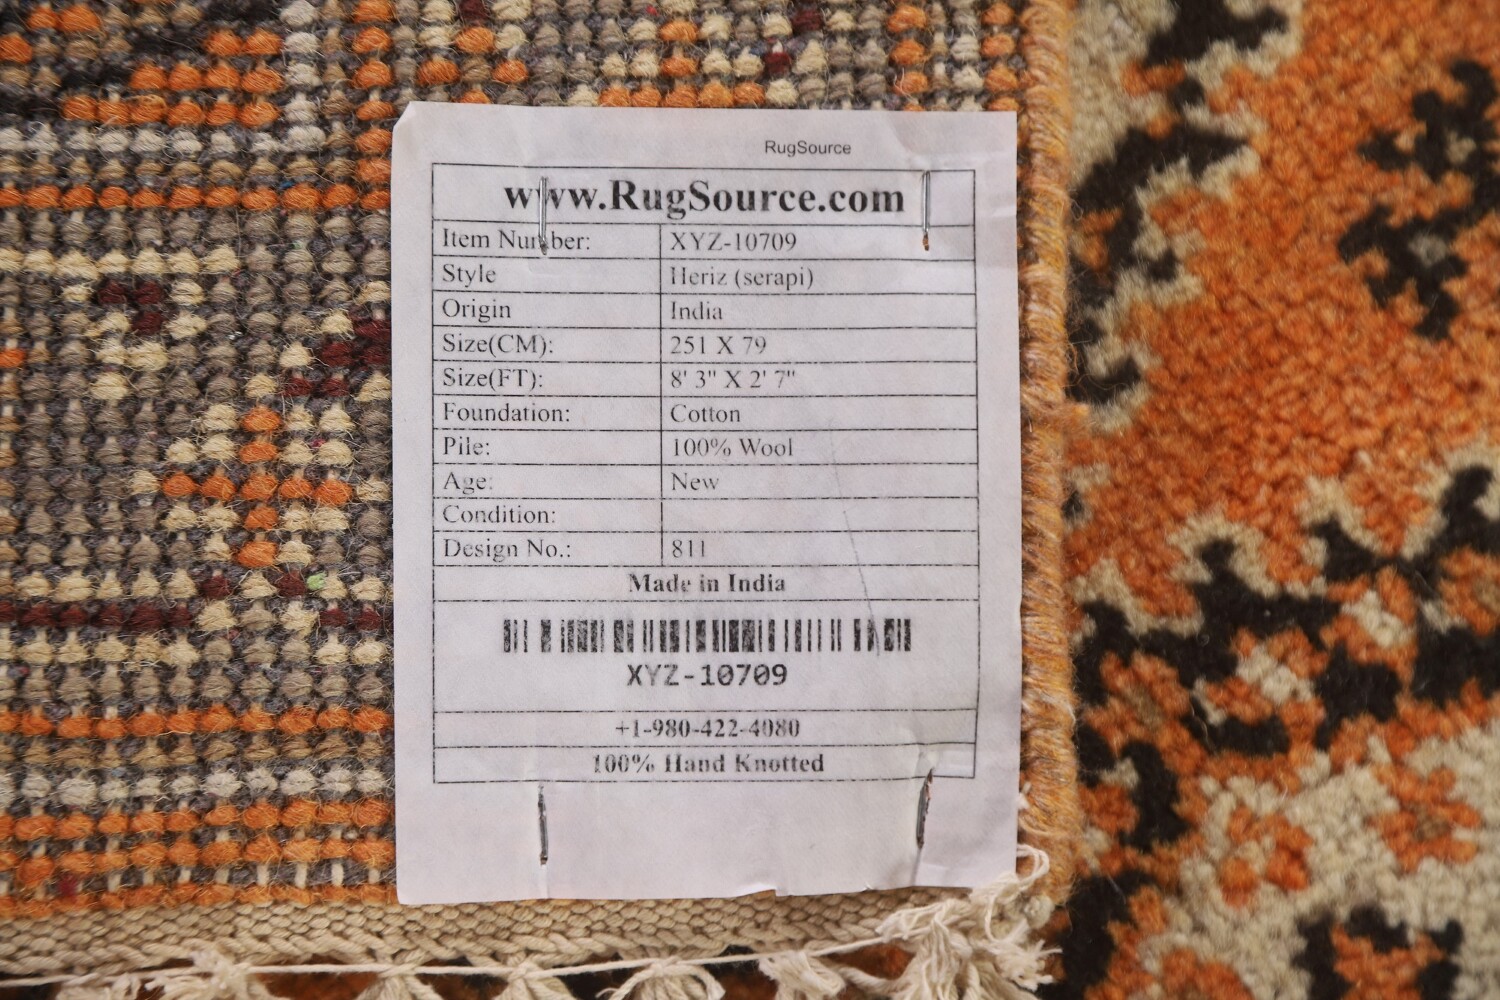 RugSource
www.RugSource.com
Item Number: XYZ-10709
Style Heriz (serapi)
Origin India
Size(CM): 251 X 79
Size(FT): 8' 3" X 2' 7"
Foundation: Cotton
Pile: 100% Wool
Age: New
Condition:
Design No.: 811
Made in India
XYZ-10709
+1-980-422-4080
100% Hand Knotted